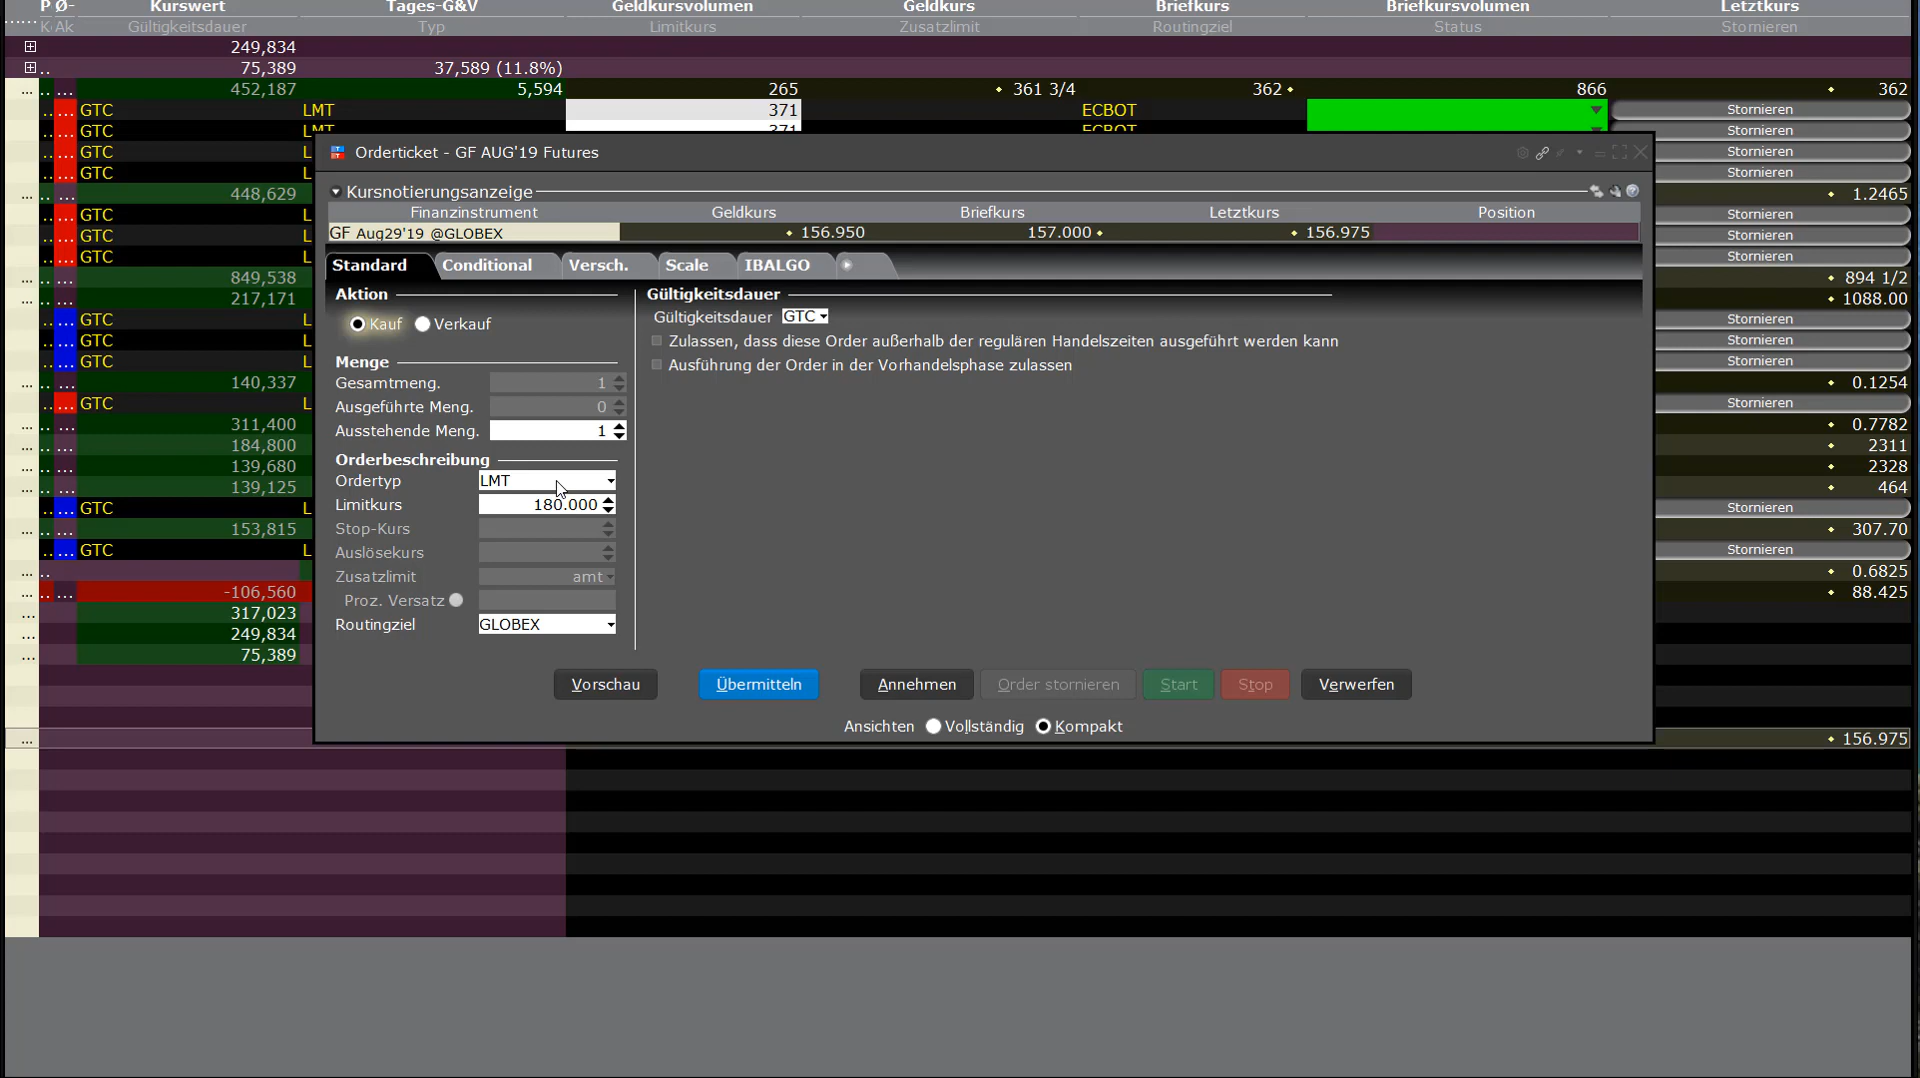 P Ø- Kurswert Tages-G&V Geldkursvolumen Geldkurs Briefkurs Briefkursvolumen Letztkurs
Ak Gültigkeitsdauer Typ Limitkurs Zusatzlimit Routingziel Status Stornieren
249,834
75,389 37,589 (11.8%)
452,187 5,594 265 361 3/4 362 866 362
GTC LMT 371 ECBOT Stornieren
GTC LMT 371 ECBOT Stornieren
GTC L Stornieren
GTC L Stornieren
448,629 1.2465
GTC L Stornieren
GTC L Stornieren
GTC L Stornieren
849,538 894 1/2
217,171 1088.00
GTC L Stornieren
GTC L Stornieren
GTC L Stornieren
140,337 0.1254
GTC L Stornieren
311,400 0.7782
184,800 2311
139,680 2328
139,125 464
GTC L Stornieren
153,815 307.70
GTC L Stornieren
0.6825
-106,560 88.425
317,023
249,834
75,389
156.975
Orderticket - GF AUG'19 Futures
Kursnotierungsanzeige
Finanzinstrument Geldkurs Briefkurs Letztkurs Position
GF Aug29'19 @GLOBEX 156.950 157.000 156.975
Standard Conditional Versch. Scale IBALGO
Aktion
Kauf Verkauf
Menge
Gesamtmeng. 1
Ausgeführte Meng. 0
Ausstehende Meng. 1
Orderbeschreibung
Ordertyp LMT
Limitkurs 180.000
Stop-Kurs
Auslösekurs
Zusatzlimit amt
Proz. Versatz
Routingziel GLOBEX
Gültigkeitsdauer
Gültigkeitsdauer GTC
Zulassen, dass diese Order außerhalb der regulären Handelszeiten ausgeführt werden kann
Ausführung der Order in der Vorhandelsphase zulassen
Vorschau Übermitteln Annehmen Order stornieren Start Stop Verwerfen
Ansichten Vollständig Kompakt